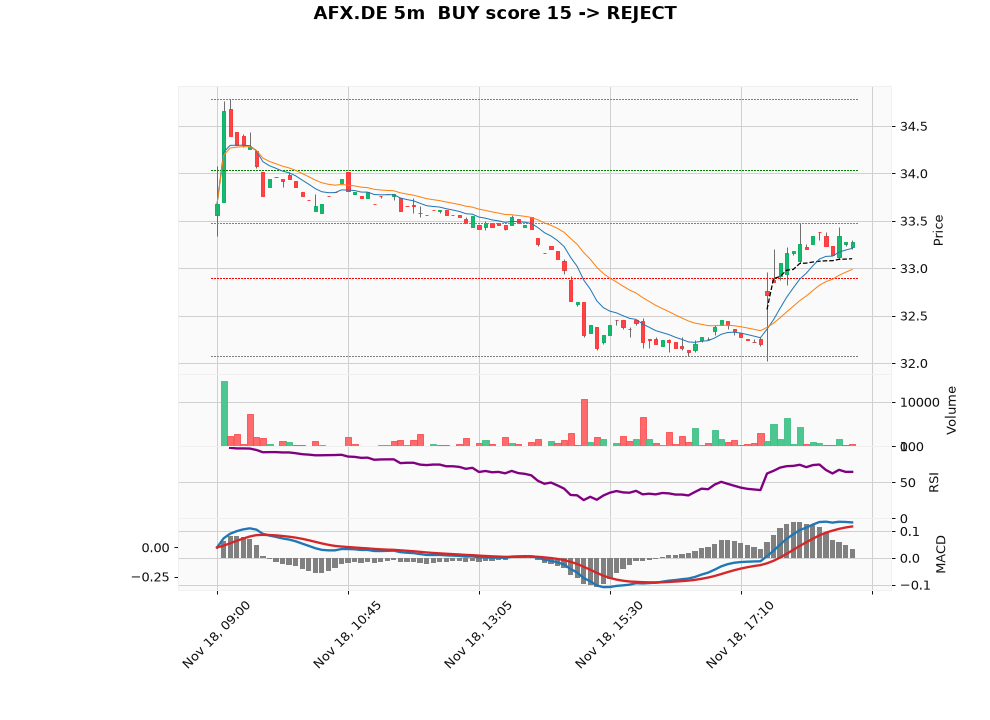 AFX.DE 5m  BUY score 15 -> REJECT
34.5
34.0
33.5
33.0
32.5
32.0
Price
10000
0
Volume
100
50
0
RSI
0.00
−0.25
0.1
0.0
−0.1
MACD
Nov 18, 09:00
Nov 18, 10:45
Nov 18, 13:05
Nov 18, 15:30
Nov 18, 17:10